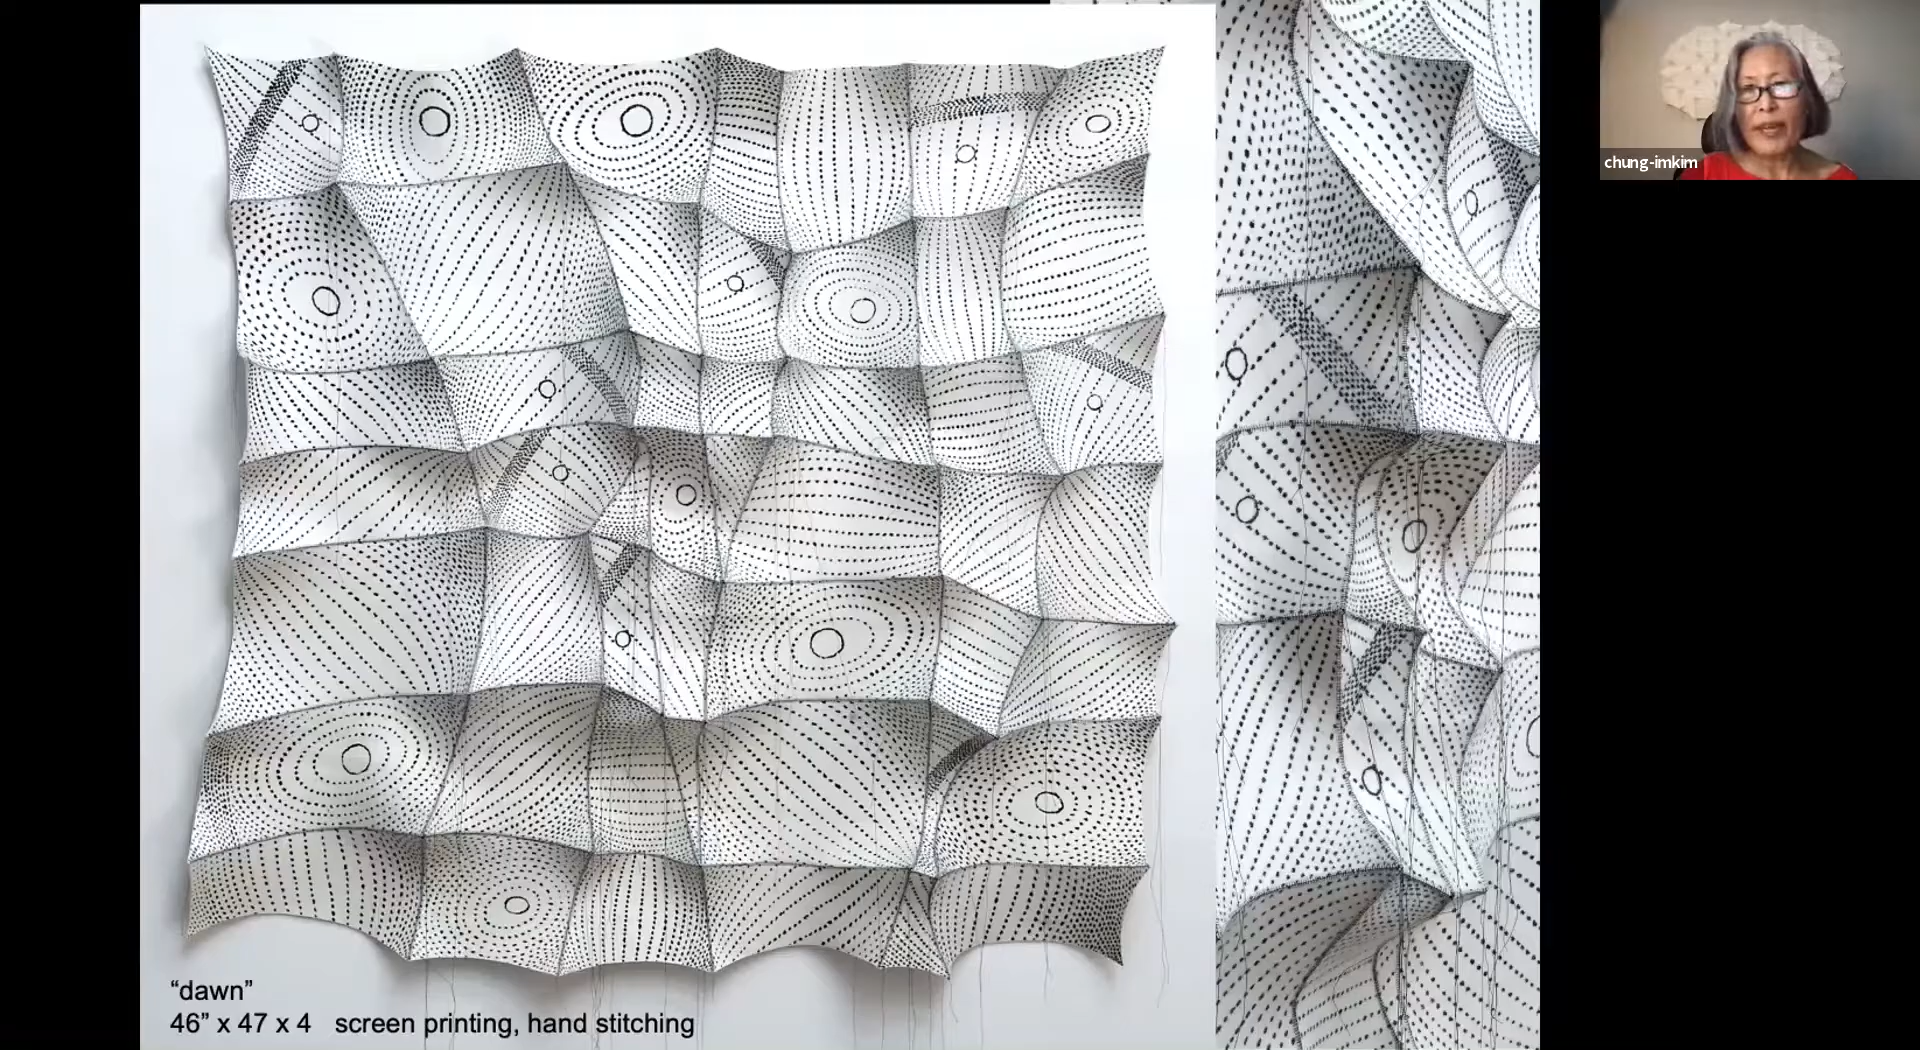 chung-imkim
“dawn”
46” x 47 x 4 screen printing, hand stitching